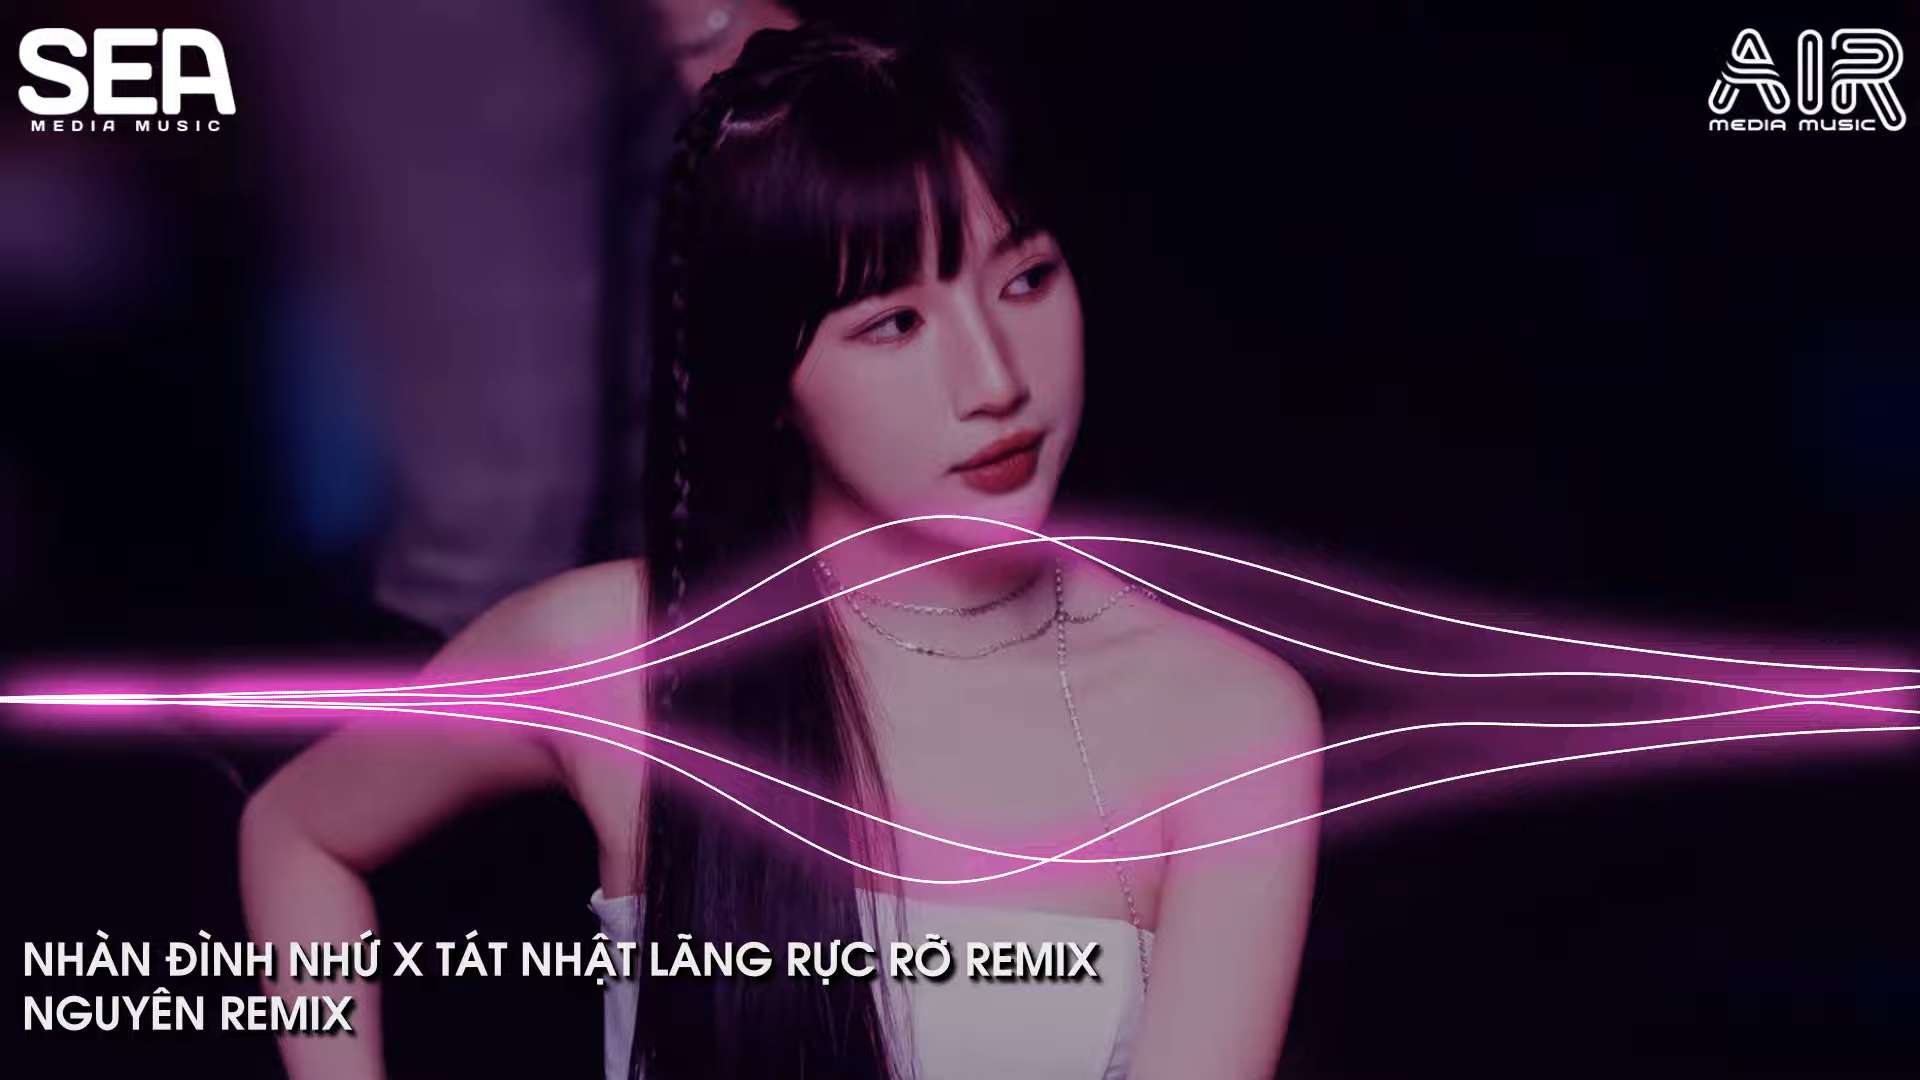 SEA
MEDIA MUSIC
AIR
MEDIA MUSIC
NHÀN ĐÌNH NHỨ X TÁT NHẬT LÃNG RỰC RỠ REMIX
NGUYÊN REMIX